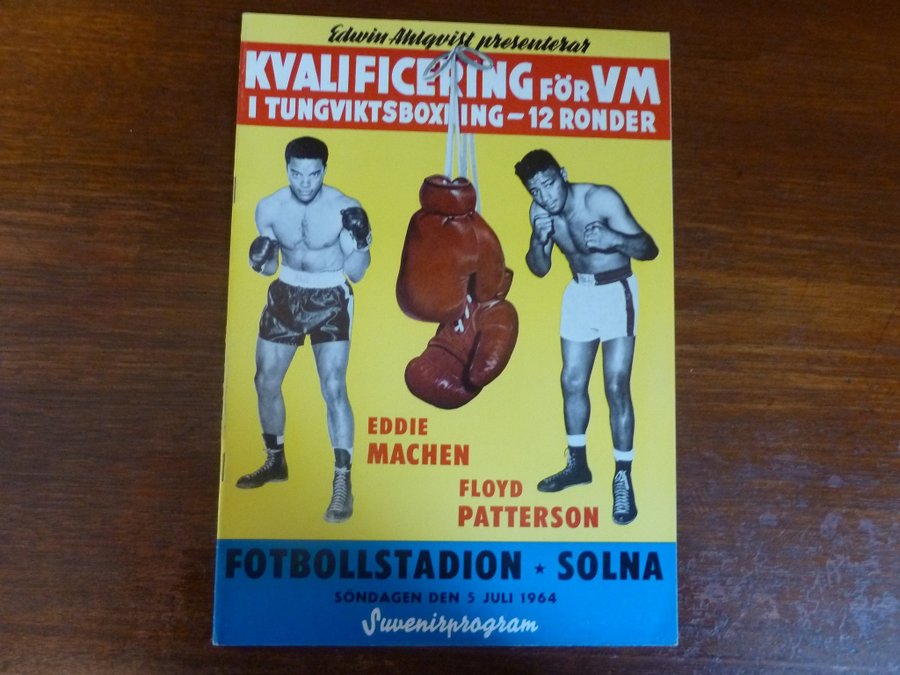 Edwin Ahlqvist presenterar
KVALIFICERING FÖR VM
I TUNGVIKTSBOXNING – 12 RONDER
EDDIE
MACHEN
FLOYD
PATTERSON
FOTBOLLSTADION ★ SOLNA
SÖNDAGEN DEN 5 JULI 1964
Suvenirprogram